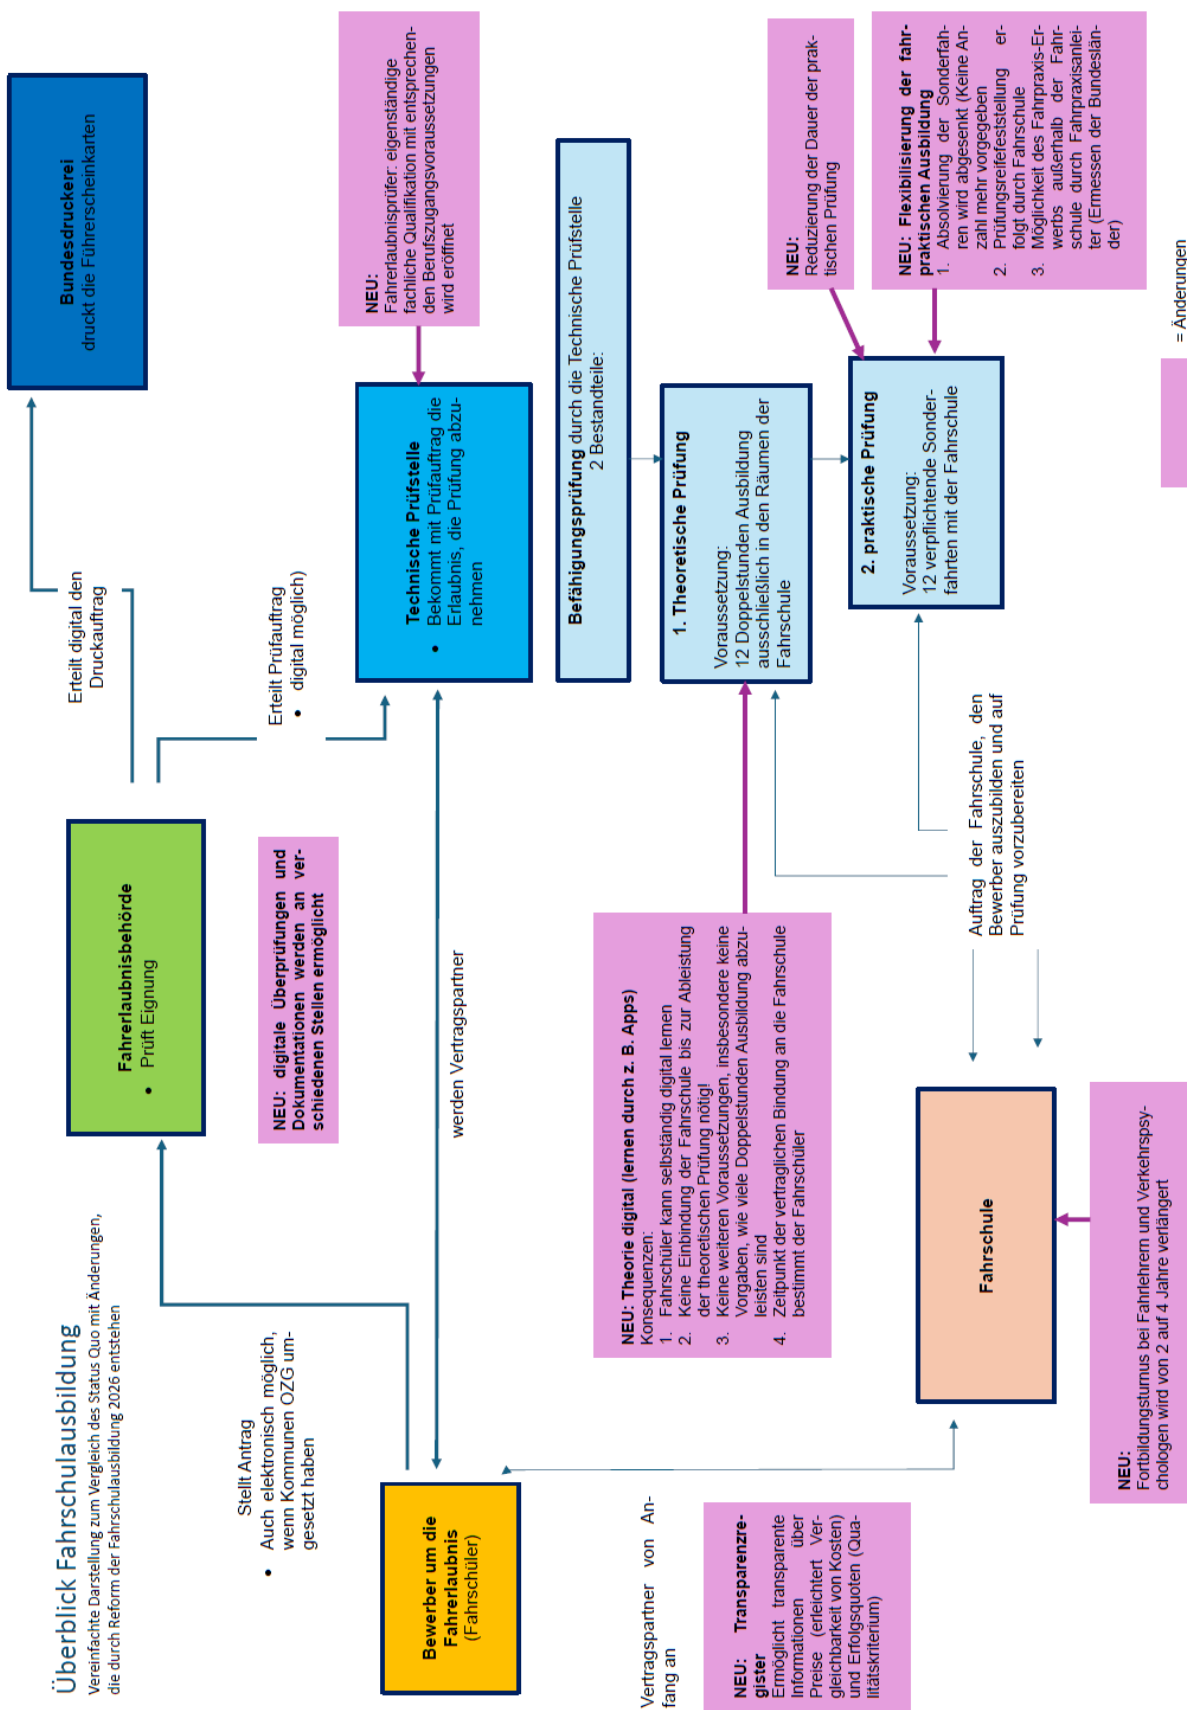 Überblick Fahrschulausbildung
Vereinfachte Darstellung zum Vergleich des Status Quo mit Änderungen,
die durch Reform der Fahrschulausbildung 2026 entstehen
Stellt Antrag
• Auch elektronisch möglich,
wenn Kommunen OZG um-
gesetzt haben
Bewerber um die
Fahrerlaubnis
(Fahrschüler)
Vertragspartner von An-
fang an
NEU: Transparenzre-
gister
Ermöglicht transparente
Informationen über
Preise (erleichtert Ver-
gleichbarkeit von Kosten)
und Erfolgsquoten (Qua-
litätskriterium)
Fahrerlaubnisbehörde
• Prüft Eignung
NEU: digitale Überprüfungen und
Dokumentationen werden an ver-
schiedenen Stellen ermöglicht
werden Vertragspartner
NEU: Theorie digital (lernen durch z. B. Apps)
Konsequenzen:
1. Fahrschüler kann selbständig digital lernen
2. Keine Einbindung der Fahrschule bis zur Ableistung
der theoretischen Prüfung nötig!
3. Keine weiteren Voraussetzungen, insbesondere keine
Vorgaben, wie viele Doppelstunden Ausbildung abzu-
leisten sind
4. Zeitpunkt der vertraglichen Bindung an die Fahrschule
bestimmt der Fahrschüler
Fahrschule
NEU:
Fortbildungsturnus bei Fahrlehrern und Verkehrspsy-
chologen wird von 2 auf 4 Jahre verlängert
Erteilt digital den
Druckauftrag
Erteilt Prüfauftrag
• digital möglich)
Auftrag der Fahrschule, den
Bewerber auszubilden und auf
Prüfung vorzubereiten
Bundesdruckerei
druckt die Führerscheinkarten
NEU:
Fahrerlaubnisprüfer: eigenständige
fachliche Qualifikation mit entsprechen-
den Berufszugangsvoraussetzungen
wird eröffnet
Technische Prüfstelle
• Bekommt mit Prüfauftrag die
Erlaubnis, die Prüfung abzu-
nehmen
Befähigungsprüfung durch die Technische Prüfstelle
2 Bestandteile:
1. Theoretische Prüfung
Voraussetzung:
12 Doppelstunden Ausbildung
ausschließlich in den Räumen der
Fahrschule
2. praktische Prüfung
Voraussetzung:
12 verpflichtende Sonder-
fahrten mit der Fahrschule
NEU:
Reduzierung der Dauer der prak-
tischen Prüfung
NEU: Flexibilisierung der fahr-
praktischen Ausbildung
1. Absolvierung der Sonderfah-
ren wird abgesenkt (Keine An-
zahl mehr vorgegeben
2. Prüfungsreifefeststellung er-
folgt durch Fahrschule
3. Möglichkeit des Fahrpraxis-Er-
werbs außerhalb der Fahr-
schule durch Fahrpraxisanlei-
ter (Ermessen der Bundeslän-
der)
= Änderungen